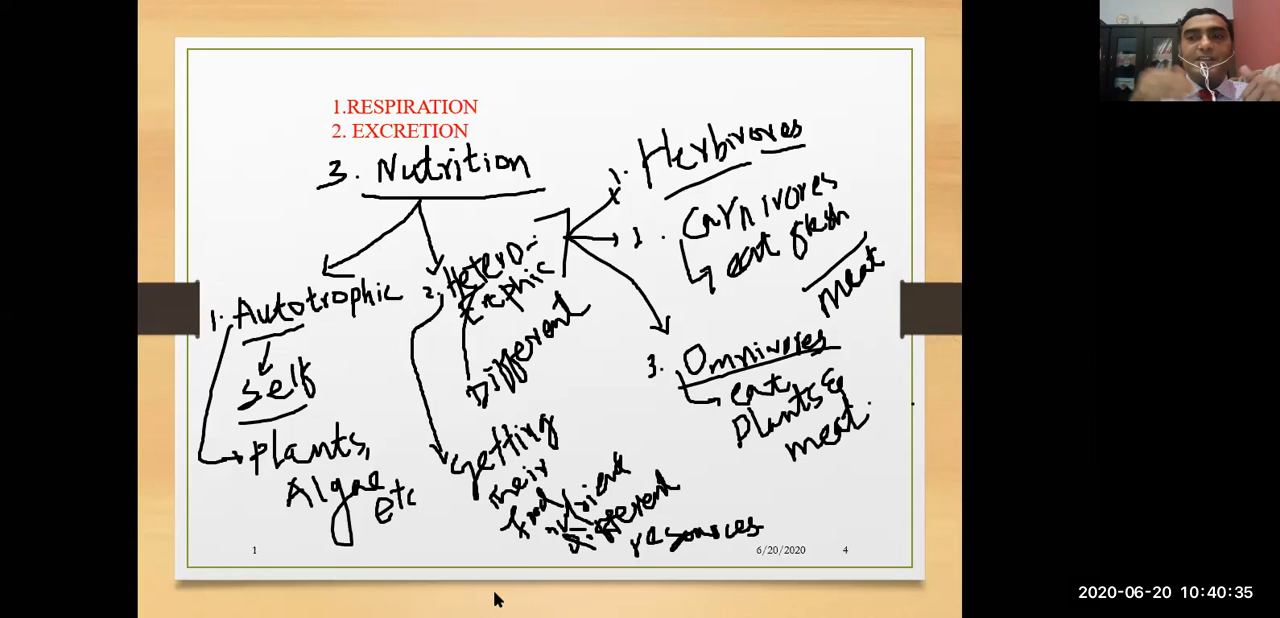 1.RESPIRATION
2. EXCRETION
3. Nutrition
1. Autotrophic
Self
Plants,
Algae
etc
2. Hetero-
trophic
Different
getting
their
food nutrient
different
resources
1. Herbivores
2. Carnivores
eat flesh
meat
3. Omnivores
eat
plants &
meat
1
6/20/2020
4
2020-06-20 10:40:35